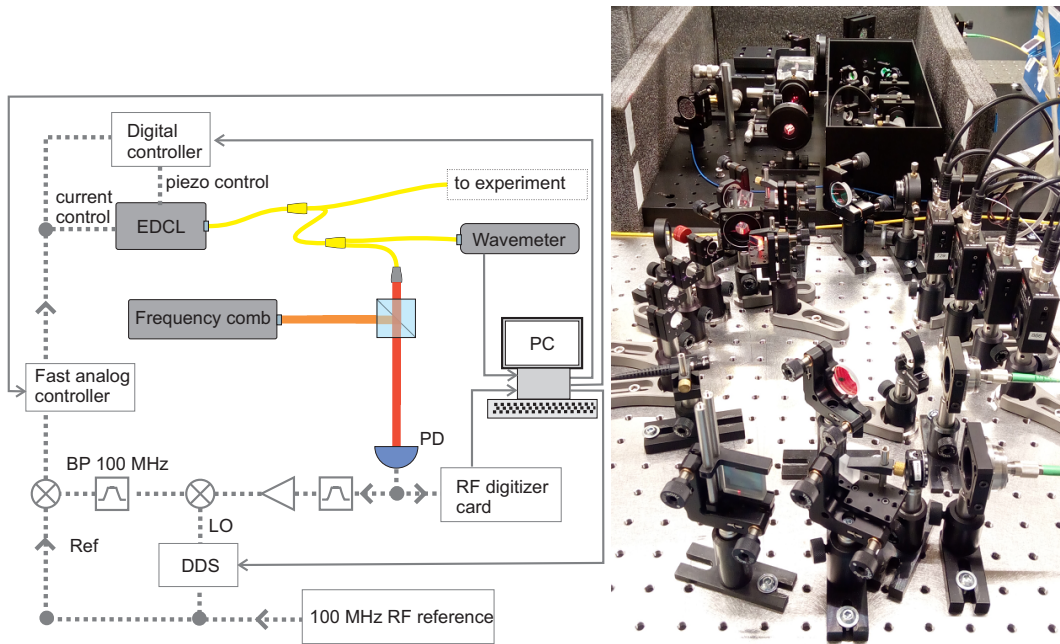 Digital
controller
piezo control
current
control
to experiment
EDCL
Wavemeter
Frequency comb
PC
Fast analog
controller
PD
BP 100 MHz
RF digitizer
card
LO
Ref
DDS
100 MHz RF reference